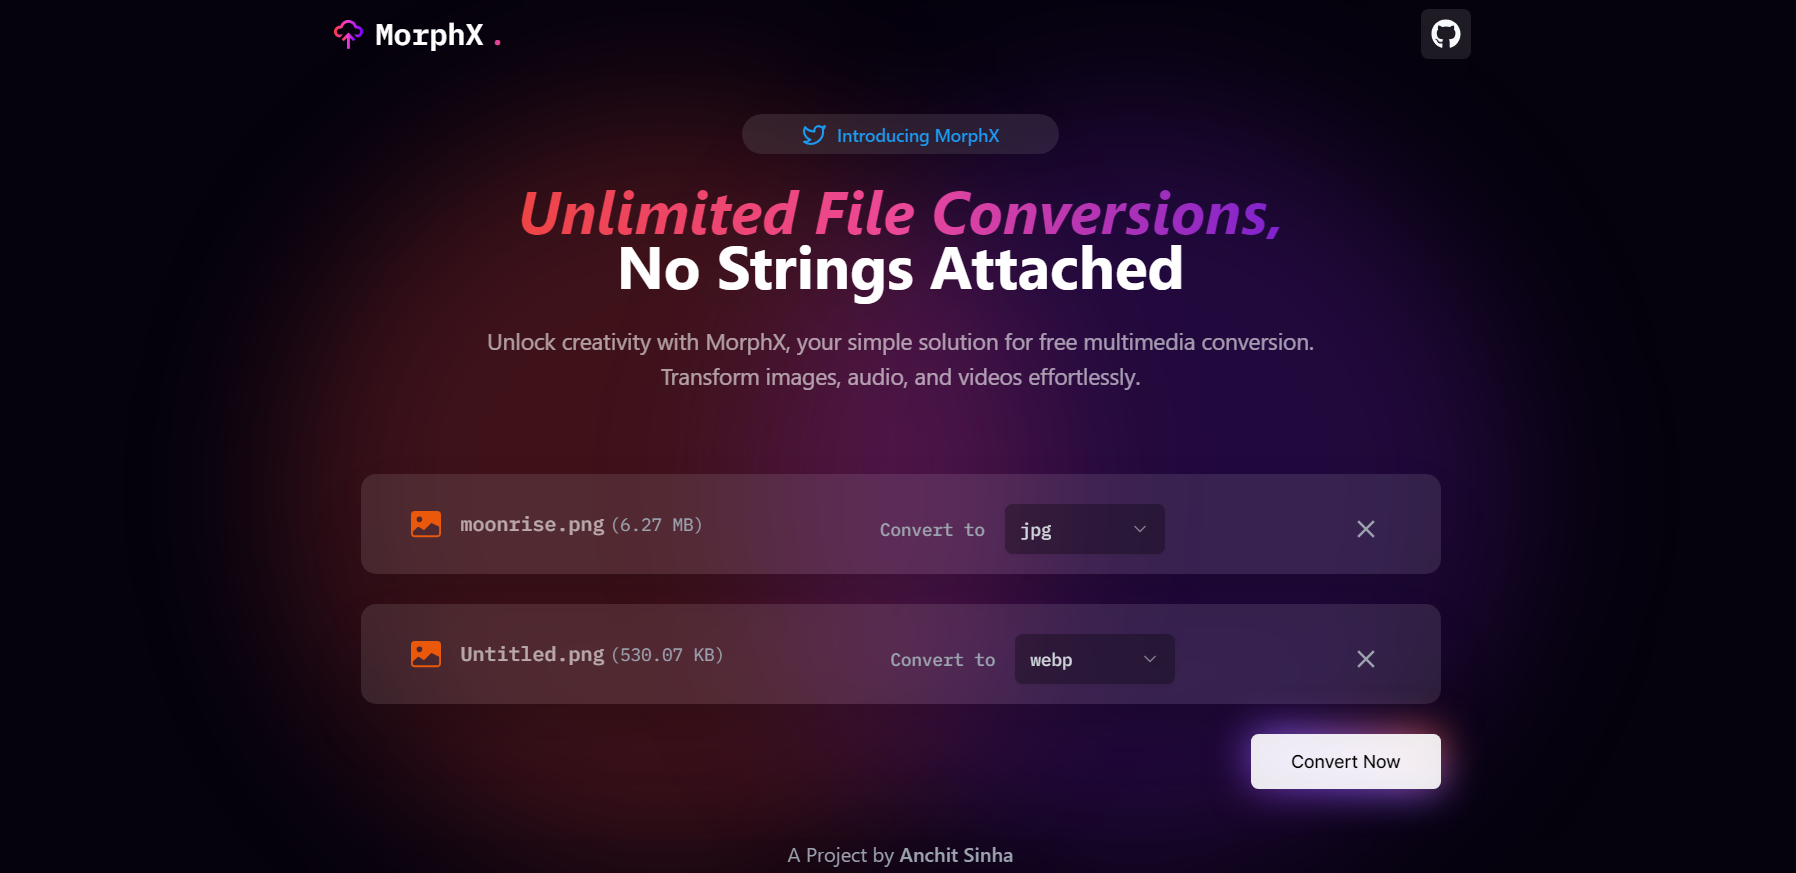 MorphX .
Introducing MorphX
Unlimited File Conversions,
No Strings Attached
Unlock creativity with MorphX, your simple solution for free multimedia conversion.
Transform images, audio, and videos effortlessly.
moonrise.png (6.27 MB) Convert to jpg
Untitled.png (530.07 KB) Convert to webp
Convert Now
A Project by Anchit Sinha